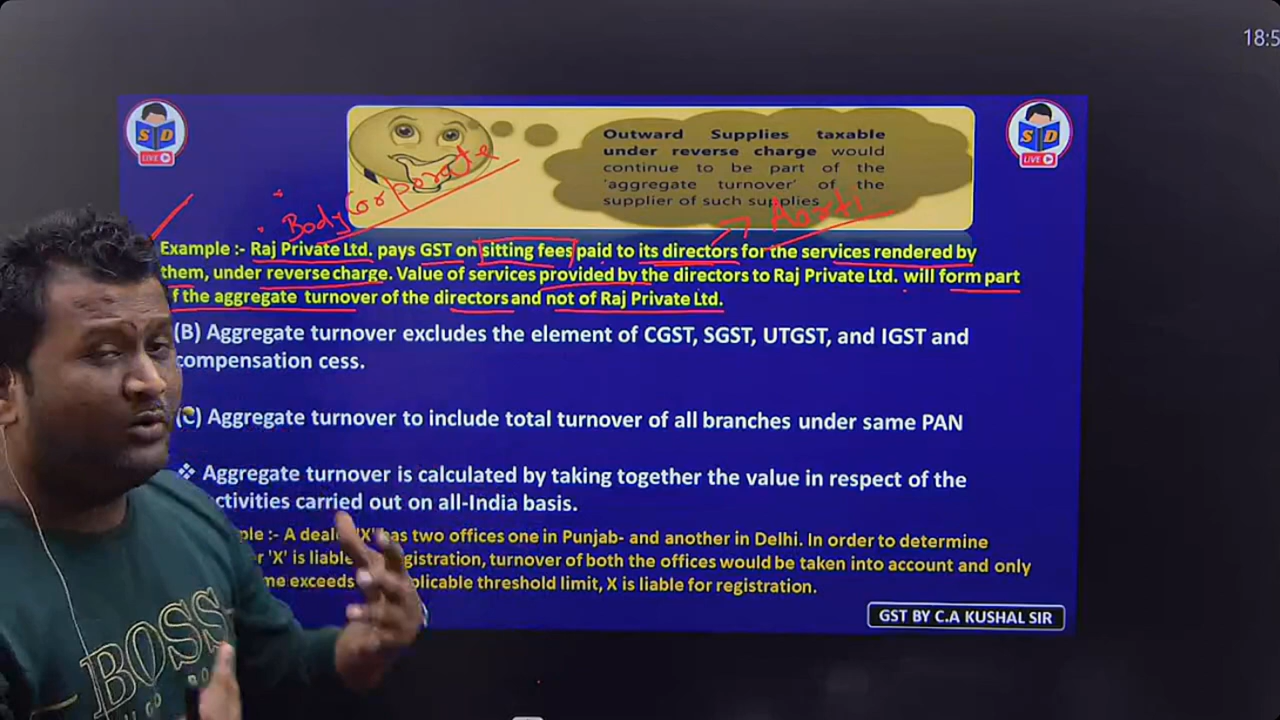 18:5
S D
LIVE
S D
LIVE
Outward Supplies taxable
under reverse charge would
continue to be part of the
'aggregate turnover' of the
supplier of such supplies
Body Corporate
Example :- Raj Private Ltd. pays GST on sitting fees paid to its directors for the services rendered by
them, under reverse charge. Value of services provided by the directors to Raj Private Ltd. will form part
f the aggregate turnover of the directors and not of Raj Private Ltd.
(B) Aggregate turnover excludes the element of CGST, SGST, UTGST, and IGST and
compensation cess.
(C) Aggregate turnover to include total turnover of all branches under same PAN
❖ Aggregate turnover is calculated by taking together the value in respect of the
ctivities carried out on all-India basis.
ple :- A deale 'X' has two offices one in Punjab- and another in Delhi. In order to determine
r 'X' is liable gistration, turnover of both the offices would be taken into account and only
me exceeds plicable threshold limit, X is liable for registration.
GST BY C.A KUSHAL SIR
BOSS